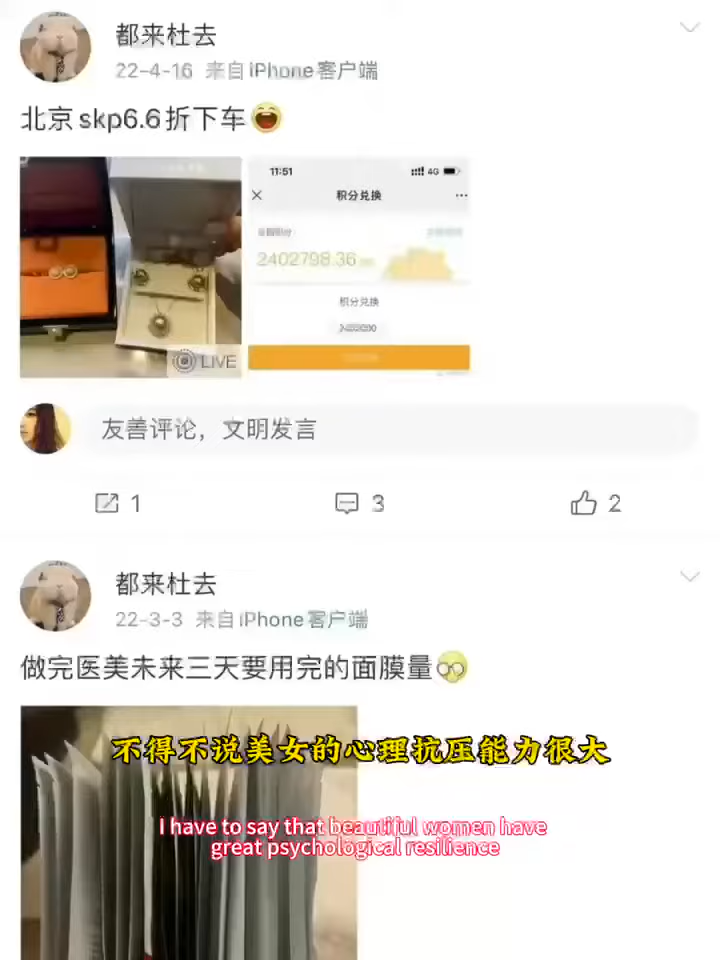 都来杜去
22-4-16 来自iPhone客户端
北京skp6.6折下车
11:51
4G
积分兑换
2402798.36
积分兑换
LIVE
友善评论，文明发言
1
3
2
都来杜去
22-3-3 来自iPhone客户端
做完医美未来三天要用完的面膜量
不得不说美女的心理抗压能力很大
I have to say that beautiful women have
great psychological resilience